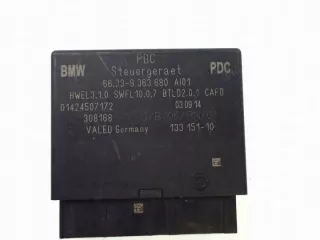 PDC
BMW Steuergeraet PDC
66.23-9.363.680 AI01
HWEL3.1.0 SWFL10.0.7 BTLD2.0.1 CAFD
01424507172 03.09.14
308168
VALEO Germany 133 151-10